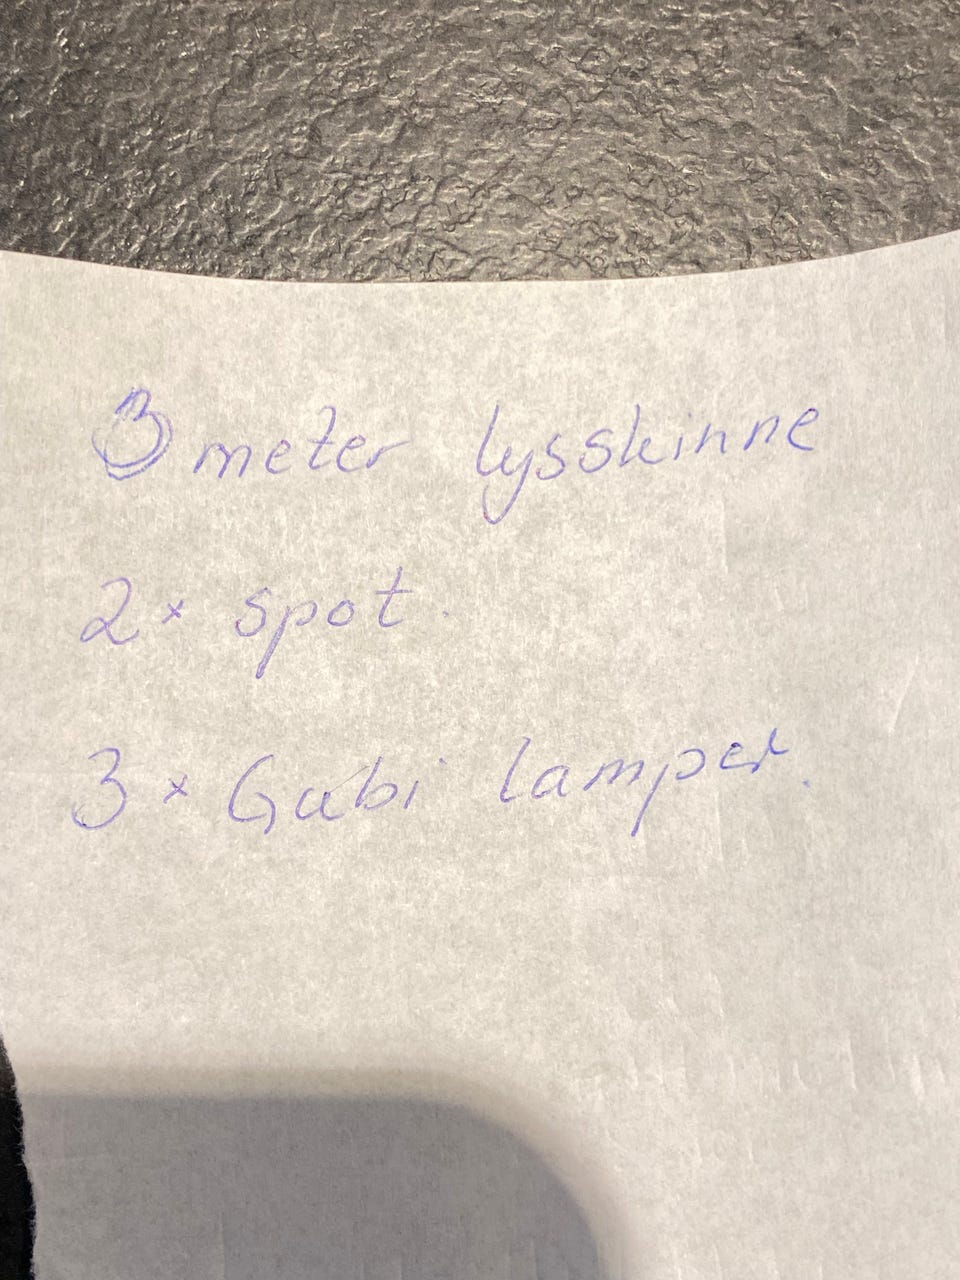 3 meter lysskinne
2x spot.
3x Gubi lamper.